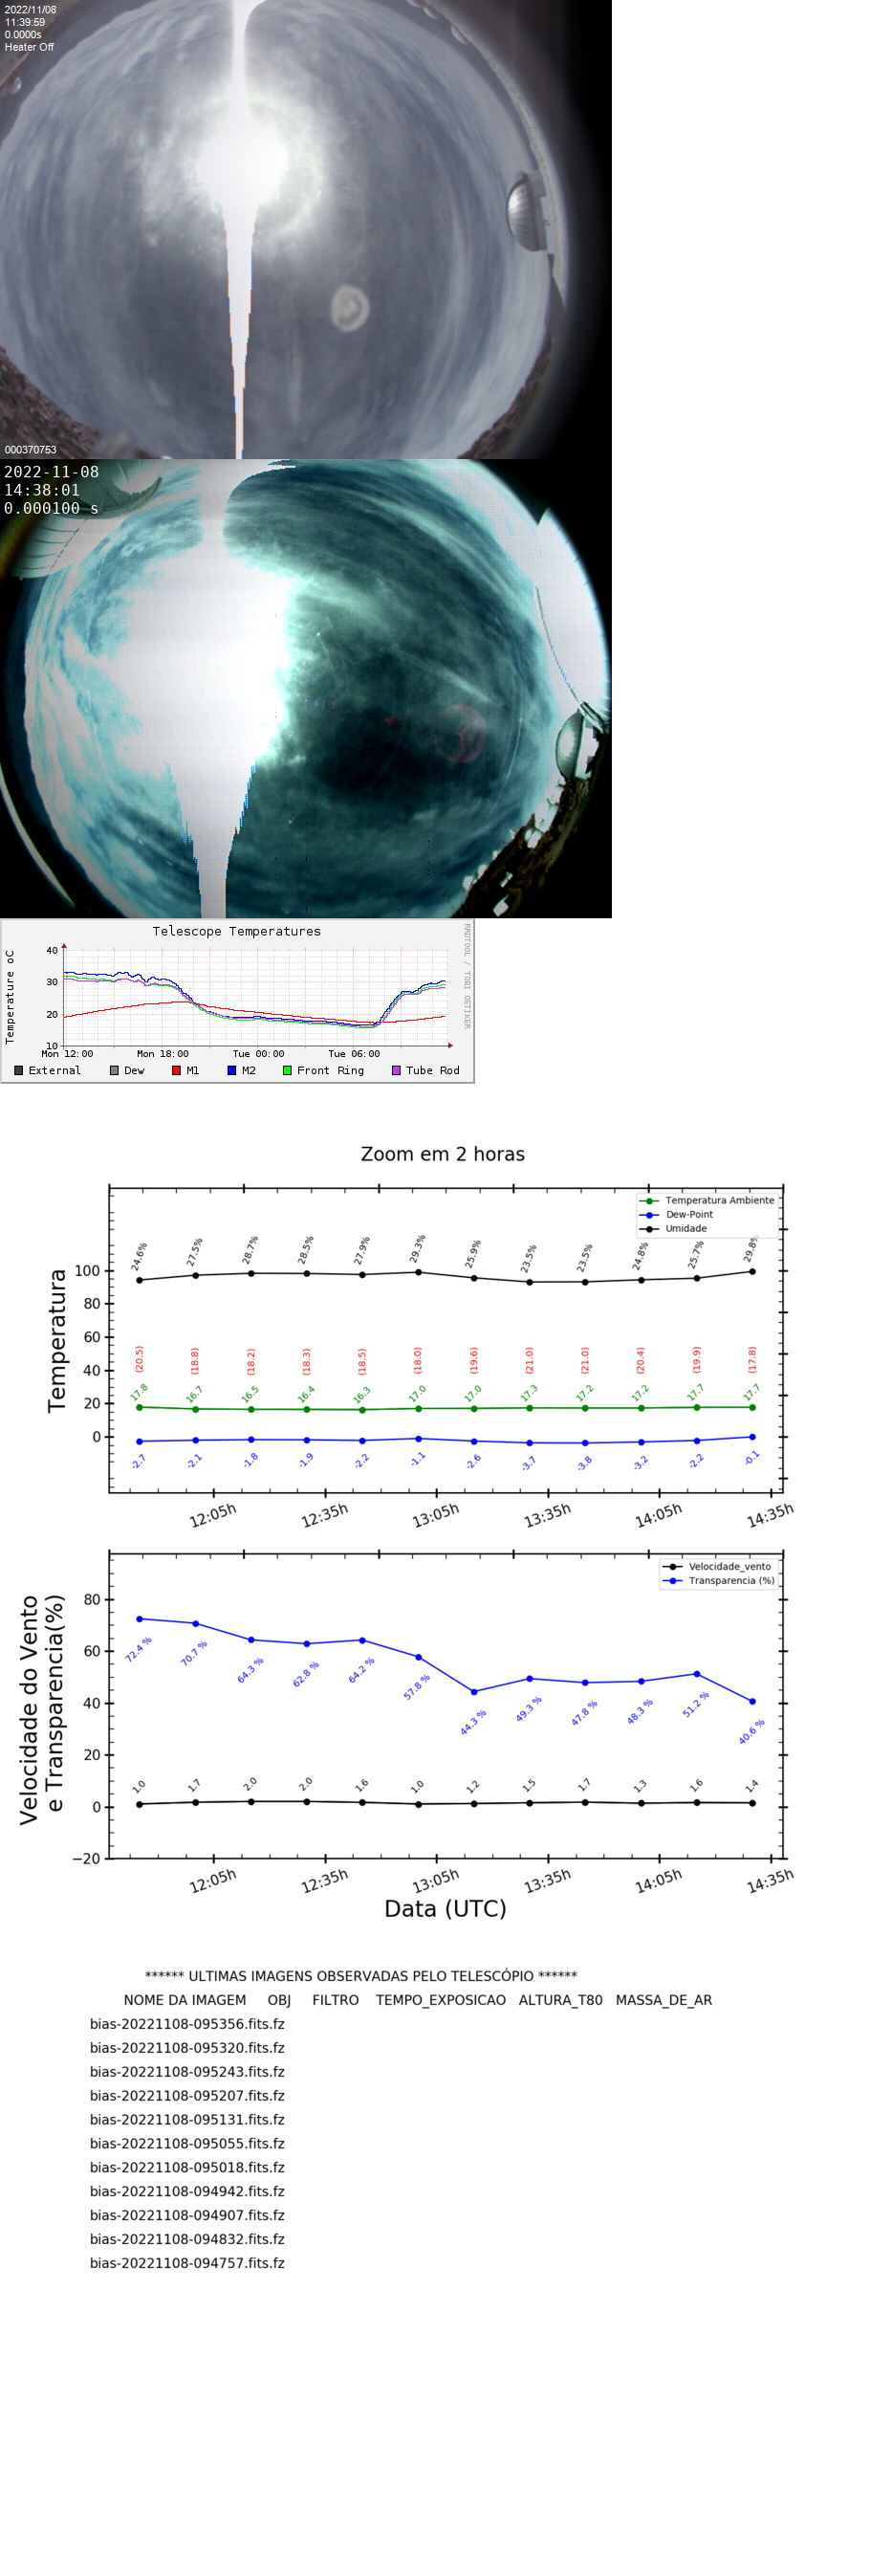 2022/11/08
11:39:59
0.0000s
Heater Off
000370753
2022-11-08
14:38:01
0.000100 s
Telescope Temperatures
RRDTOOL / TOBI OETIKER
Temperature oC
40
30
20
10
Mon 12:00 Mon 18:00 Tue 00:00 Tue 06:00
External Dew M1 M2 Front Ring Tube Rod
Zoom em 2 horas
Temperatura Ambiente
Dew-Point
Umidade
Temperatura
100
80
60
40
20
0
24.6% 27.5% 28.7% 28.5% 27.9% 29.3% 25.9% 23.5% 23.5% 24.8% 25.7% 29.8%
(20.5) (18.8) (18.2) (18.3) (18.5) (18.0) (19.6) (21.0) (21.0) (20.4) (19.9) (17.8)
17.8 16.7 16.5 16.4 16.3 17.0 17.0 17.3 17.2 17.2 17.7 17.7
-2.7 -2.1 -1.8 -1.9 -2.2 -1.1 -2.6 -3.7 -3.8 -3.2 -2.2 -0.1
12:05h 12:35h 13:05h 13:35h 14:05h 14:35h
Velocidade_vento
Transparencia (%)
Velocidade do Vento
e Transparencia(%)
80
60
40
20
0
−20
72.4 % 70.7 % 64.3 % 62.8 % 64.2 % 57.8 % 44.3 % 49.3 % 47.8 % 48.3 % 51.2 % 40.6 %
1.0 1.7 2.0 2.0 1.6 1.0 1.2 1.5 1.7 1.3 1.6 1.4
12:05h 12:35h 13:05h 13:35h 14:05h 14:35h
Data (UTC)
****** ULTIMAS IMAGENS OBSERVADAS PELO TELESCÓPIO ******
NOME DA IMAGEM OBJ FILTRO TEMPO_EXPOSICAO ALTURA_T80 MASSA_DE_AR
bias-20221108-095356.fits.fz
bias-20221108-095320.fits.fz
bias-20221108-095243.fits.fz
bias-20221108-095207.fits.fz
bias-20221108-095131.fits.fz
bias-20221108-095055.fits.fz
bias-20221108-095018.fits.fz
bias-20221108-094942.fits.fz
bias-20221108-094907.fits.fz
bias-20221108-094832.fits.fz
bias-20221108-094757.fits.fz